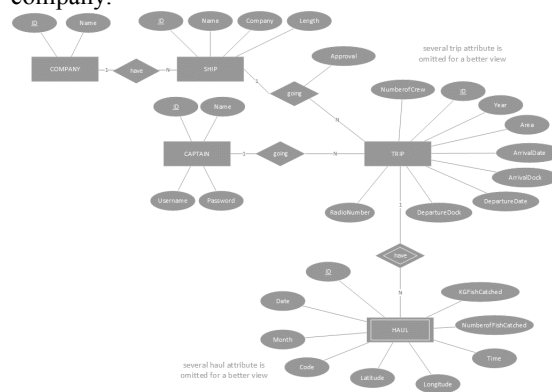 company.
ID
Name
ID
Name
Company
Length
COMPANY
1
have
N
SHIP
1
Approval
several trip attribute is
omitted for a better view
going
N
NumberofCrew
ID
Year
Area
ID
Name
CAPTAIN
1
going
N
TRIP
ArrivalDate
ArrivalDock
Username
Password
RadioNumber
1
DepartureDock
DepartureDate
have
N
ID
KGFishCatched
Date
HAUL
NumberofFishCatched
Month
Time
Code
Latitude
Longitude
several haul attribute is
omitted for a better view